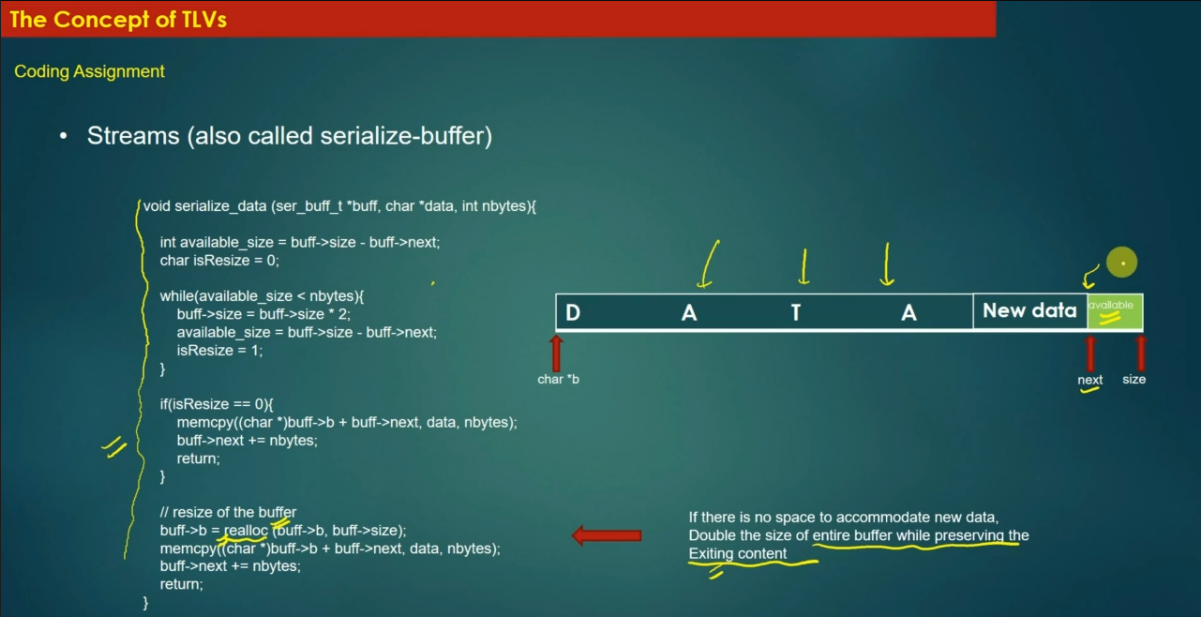 The Concept of TLVs
Coding Assignment
• Streams (also called serialize-buffer)
void serialize_data (ser_buff_t *buff, char *data, int nbytes){
int available_size = buff->size - buff->next;
char isResize = 0;
while(available_size < nbytes){
buff->size = buff->size * 2;
available_size = buff->size - buff->next;
isResize = 1;
}
if(isResize == 0){
memcpy((char *)buff->b + buff->next, data, nbytes);
buff->next += nbytes;
return;
}
// resize of the buffer
buff->b = realloc (buff->b, buff->size);
memcpy((char *)buff->b + buff->next, data, nbytes);
buff->next += nbytes;
return;
}
D A T A New data available
char *b next size
If there is no space to accommodate new data,
Double the size of entire buffer while preserving the
Exiting content